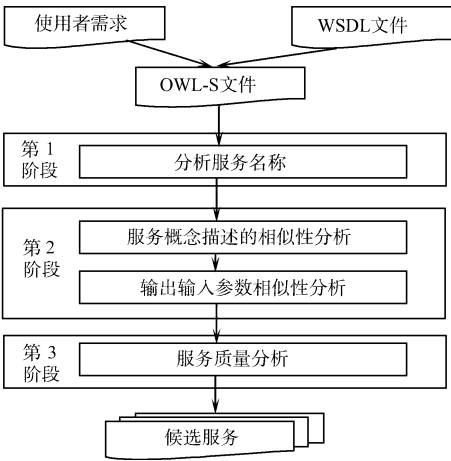 使用者需求
WSDL文件
OWL-S文件
第 1
阶段
分析服务名称
第 2
阶段
服务概念描述的相似性分析
输出输入参数相似性分析
第 3
阶段
服务质量分析
候选服务